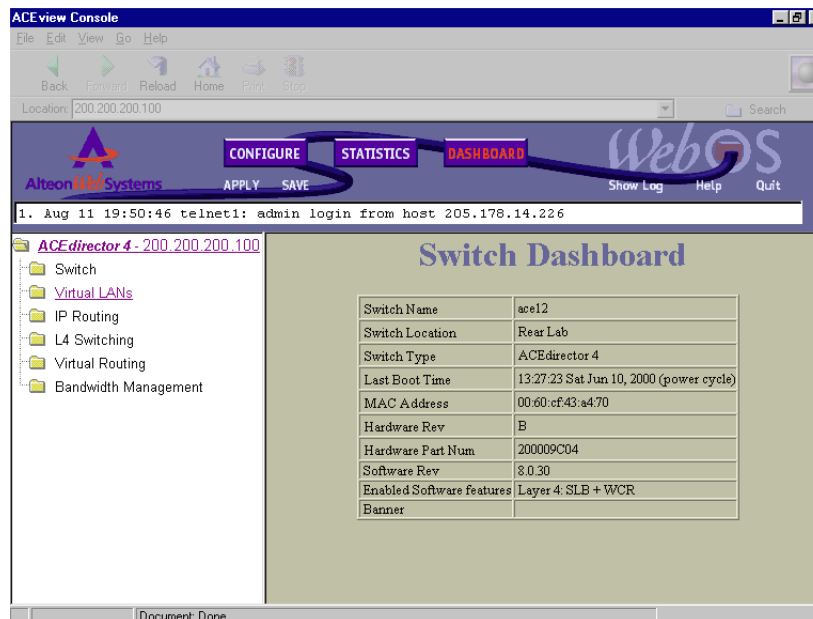 ACEview Console
File Edit View Go Help
Back Forward Reload Home Print Stop
Location: 200.200.200.100 Search
Alteon WebSystems
CONFIGURE STATISTICS DASHBOARD
APPLY SAVE
WebOS
Show Log Help Quit
1. Aug 11 19:50:46 telnet1: admin login from host 205.178.14.226
ACEdirector 4 - 200.200.200.100
Switch
Virtual LANs
IP Routing
L4 Switching
Virtual Routing
Bandwidth Management
Switch Dashboard
Switch Name ace12
Switch Location Rear Lab
Switch Type ACEdirector 4
Last Boot Time 13:27:23 Sat Jun 10, 2000 (power cycle)
MAC Address 00:60:cf:43:a4:70
Hardware Rev B
Hardware Part Num 200009C04
Software Rev 8.0.30
Enabled Software features Layer 4: SLB + WCR
Banner
Document: Done